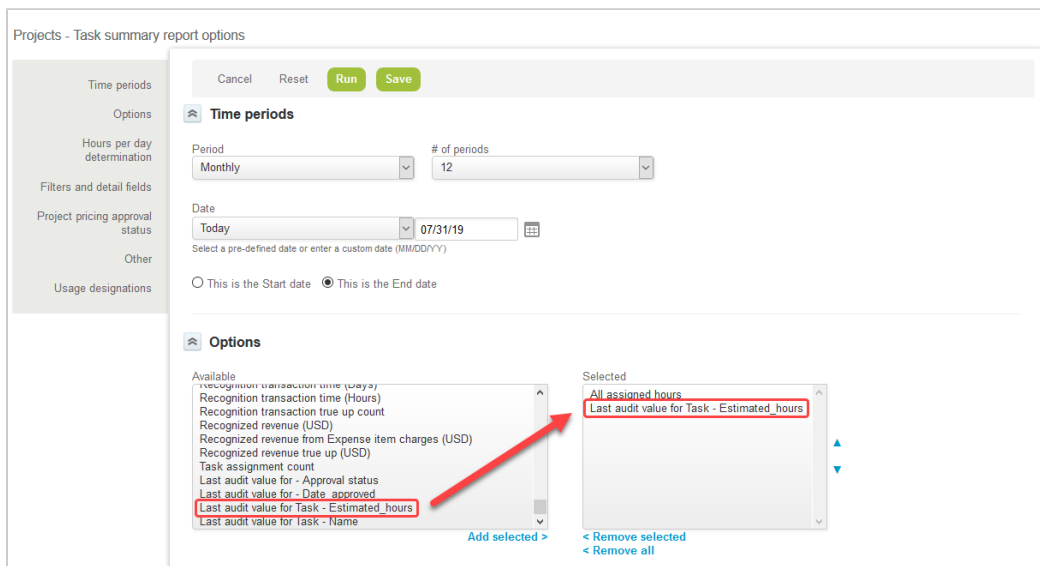 Projects - Task summary report options
Time periods
Options
Hours per day
determination
Filters and detail fields
Project pricing approval
status
Other
Usage designations
Cancel Reset Run Save
Time periods
Period # of periods
Monthly 12
Date
Today 07/31/19
Select a pre-defined date or enter a custom date (MM/DD/YY)
This is the Start date This is the End date
Options
Available Selected
Recognition transaction time (Days)
Recognition transaction time (Hours)
Recognition transaction true up count
Recognized revenue (USD)
Recognized revenue from Expense item charges (USD)
Recognized revenue true up (USD)
Task assignment count
Last audit value for - Approval status
Last audit value for - Date_approved
Last audit value for Task - Estimated_hours
Last audit value for Task - Name
All assigned hours
Last audit value for Task - Estimated_hours
Add selected >
< Remove selected
< Remove all